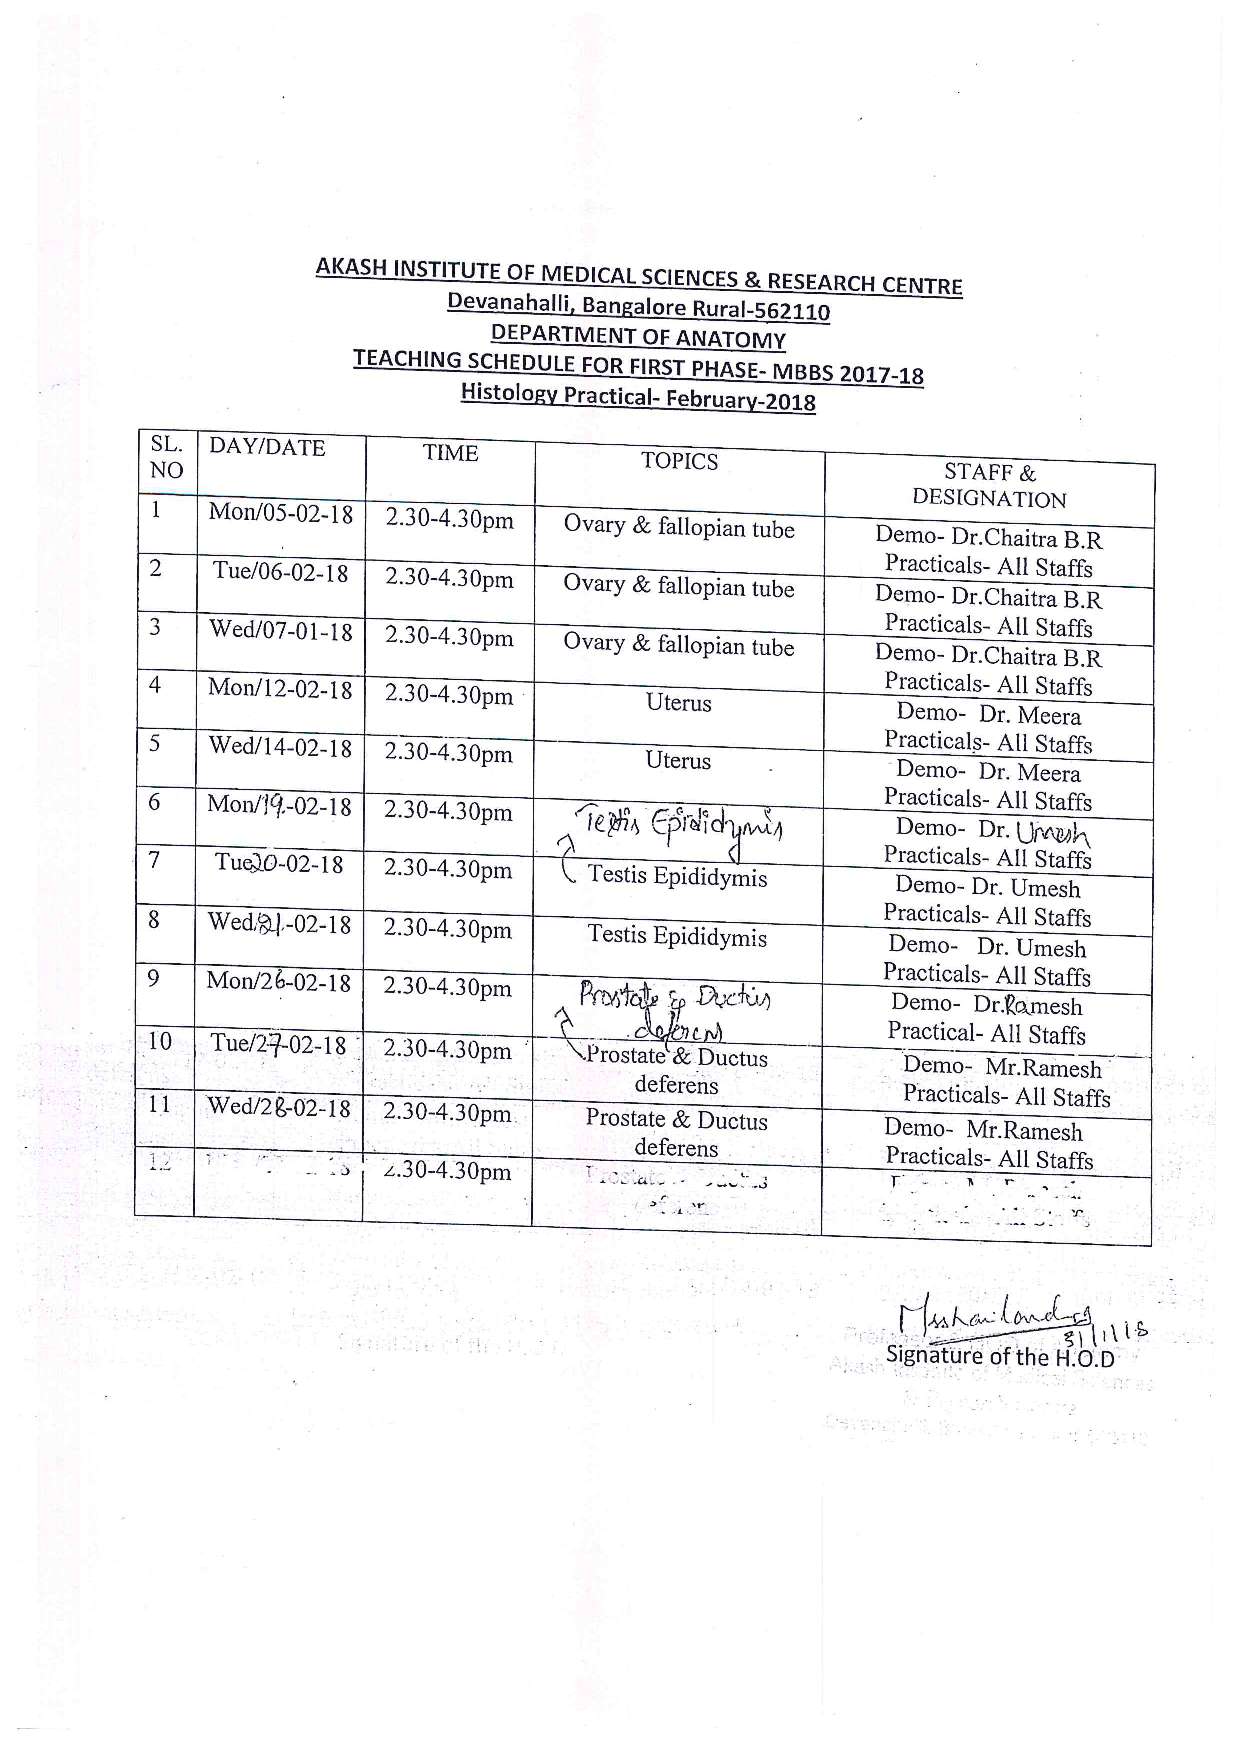 AKASH INSTITUTE OF MEDICAL SCIENCES & RESEARCH CENTRE
Devanahalli, Bangalore Rural-562110
DEPARTMENT OF ANATOMY
TEACHING SCHEDULE FOR FIRST PHASE- MBBS 2017-18
Histology Practical- February-2018
SL. NO DAY/DATE TIME TOPICS STAFF & DESIGNATION
1 Mon/05-02-18 2.30-4.30pm Ovary & fallopian tube Demo- Dr.Chaitra B.R
Practicals- All Staffs
2 Tue/06-02-18 2.30-4.30pm Ovary & fallopian tube Demo- Dr.Chaitra B.R
Practicals- All Staffs
3 Wed/07-01-18 2.30-4.30pm Ovary & fallopian tube Demo- Dr.Chaitra B.R
Practicals- All Staffs
4 Mon/12-02-18 2.30-4.30pm Uterus Demo- Dr. Meera
Practicals- All Staffs
5 Wed/14-02-18 2.30-4.30pm Uterus Demo- Dr. Meera
Practicals- All Staffs
6 Mon/19-02-18 2.30-4.30pm Testis Epididymis Demo- Dr. Umesh
Practicals- All Staffs
7 Tue20-02-18 2.30-4.30pm Testis Epididymis Demo- Dr. Umesh
Practicals- All Staffs
8 Wed/21-02-18 2.30-4.30pm Testis Epididymis Demo- Dr. Umesh
Practicals- All Staffs
9 Mon/26-02-18 2.30-4.30pm Prostate & Ductus deferens Demo- Dr.Ramesh
Practical- All Staffs
10 Tue/27-02-18 2.30-4.30pm Prostate & Ductus deferens Demo- Mr.Ramesh
Practicals- All Staffs
11 Wed/28-02-18 2.30-4.30pm Prostate & Ductus deferens Demo- Mr.Ramesh
Practicals- All Staffs
12 2.30-4.30pm
31/1/18
Signature of the H.O.D